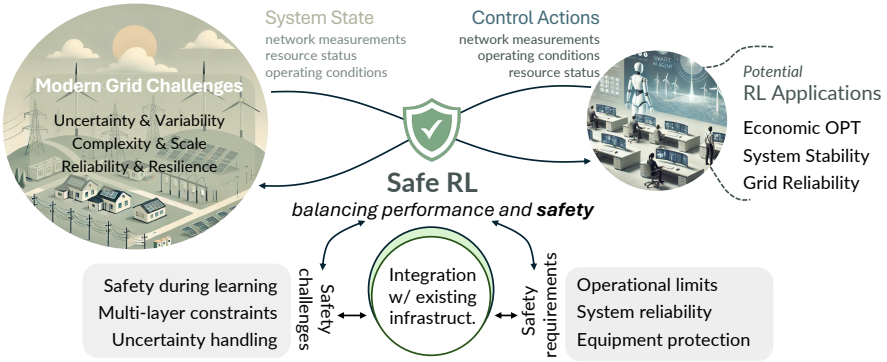 System State
network measurements
resource status
operating conditions
Control Actions
network measurements
operating conditions
resource status
Modern Grid Challenges
Uncertainty & Variability
Complexity & Scale
Reliability & Resilience
SMART
AI AGENT
Potential
RL Applications
Economic OPT
System Stability
Grid Reliability
Safe RL
balancing performance and safety
Safety during learning
Multi-layer constraints
Uncertainty handling
Safety
challenges
Integration
w/ existing
infrastruct.
Safety
requirements
Operational limits
System reliability
Equipment protection